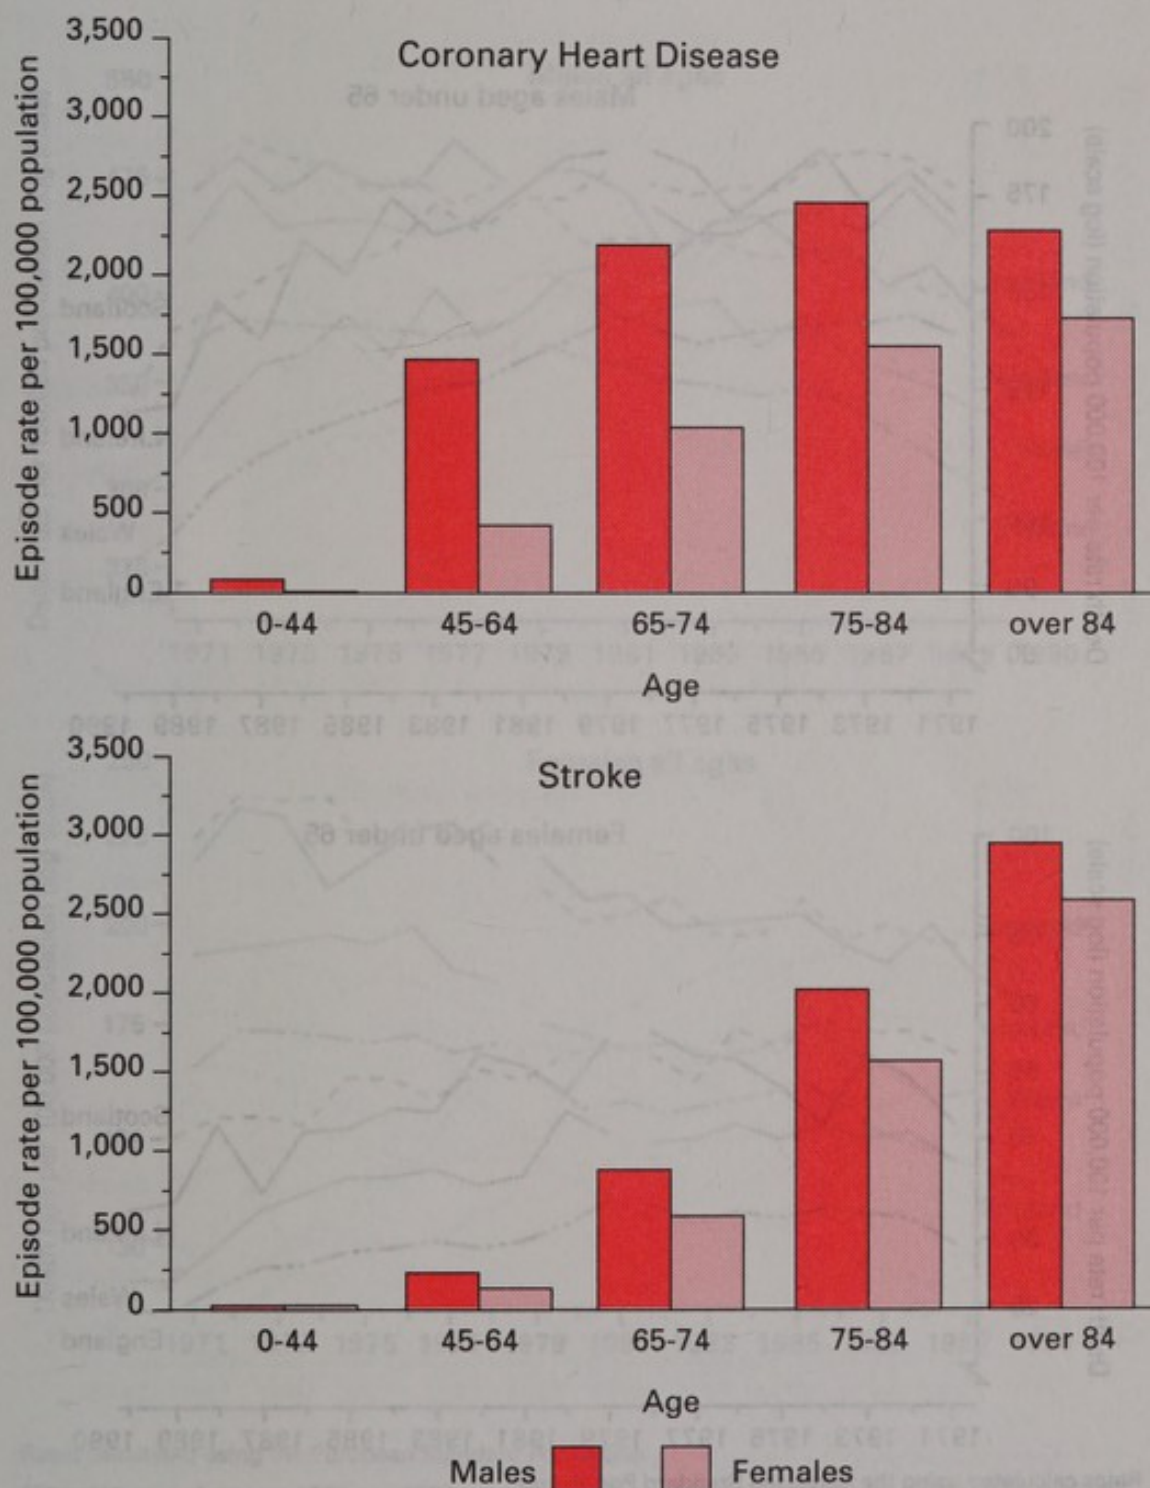 Coronary Heart Disease
Episode rate per 100,000 population
3,500
3,000
2,500
2,000
1,500
1,000
500
0
0-44 45-64 65-74 75-84 over 84
Age
Stroke
Episode rate per 100,000 population
3,500
3,000
2,500
2,000
1,500
1,000
500
0
0-44 45-64 65-74 75-84 over 84
Age
Males Females